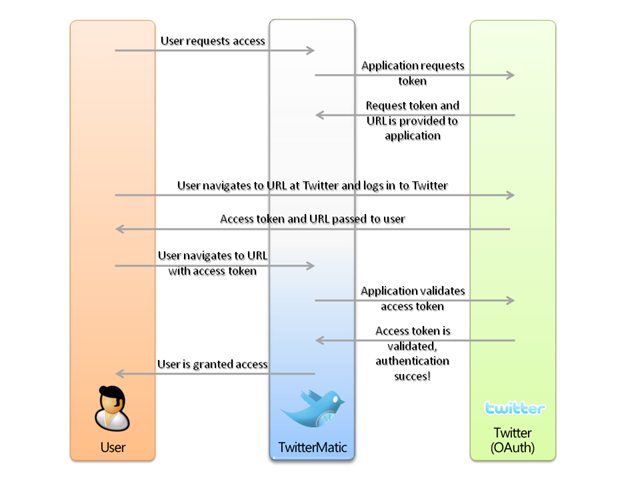 User requests access
Application requests
token
Request token and
URL is provided to
application
User navigates to URL at Twitter and logs in to Twitter
Access token and URL passed to user
User navigates to URL
with access token
Application validates
access token
Access token is
validated,
authentication
succes!
User is granted access
twitter
User
TwitterMatic
Twitter
(OAuth)